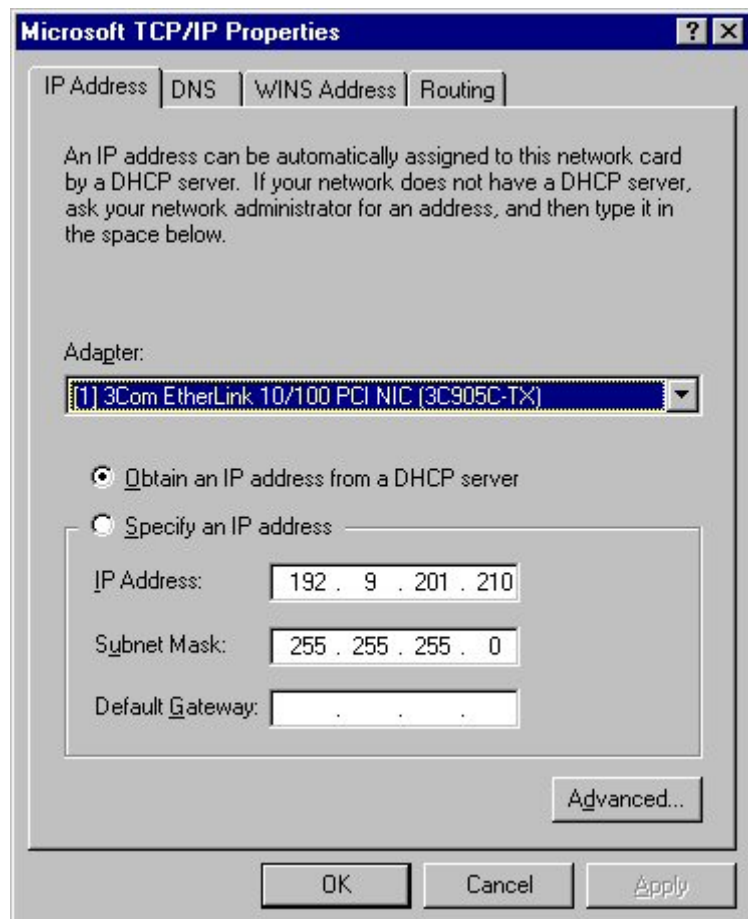 Microsoft TCP/IP Properties
IP Address DNS WINS Address Routing
An IP address can be automatically assigned to this network card
by a DHCP server. If your network does not have a DHCP server,
ask your network administrator for an address, and then type it in
the space below.
Adapter:
[1] 3Com EtherLink 10/100 PCI NIC (3C905C-TX)
Obtain an IP address from a DHCP server
Specify an IP address
IP Address: 192 . 9 . 201 . 210
Subnet Mask: 255 . 255 . 255 . 0
Default Gateway: . . .
Advanced...
OK Cancel Apply